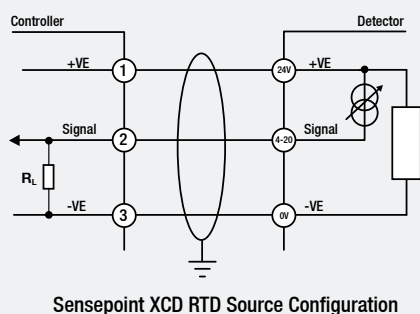 Controller Detector
+VE 1 24V +VE
Signal 2 4-20 Signal
RL
-VE 3 0V -VE
Sensepoint XCD RTD Source Configuration